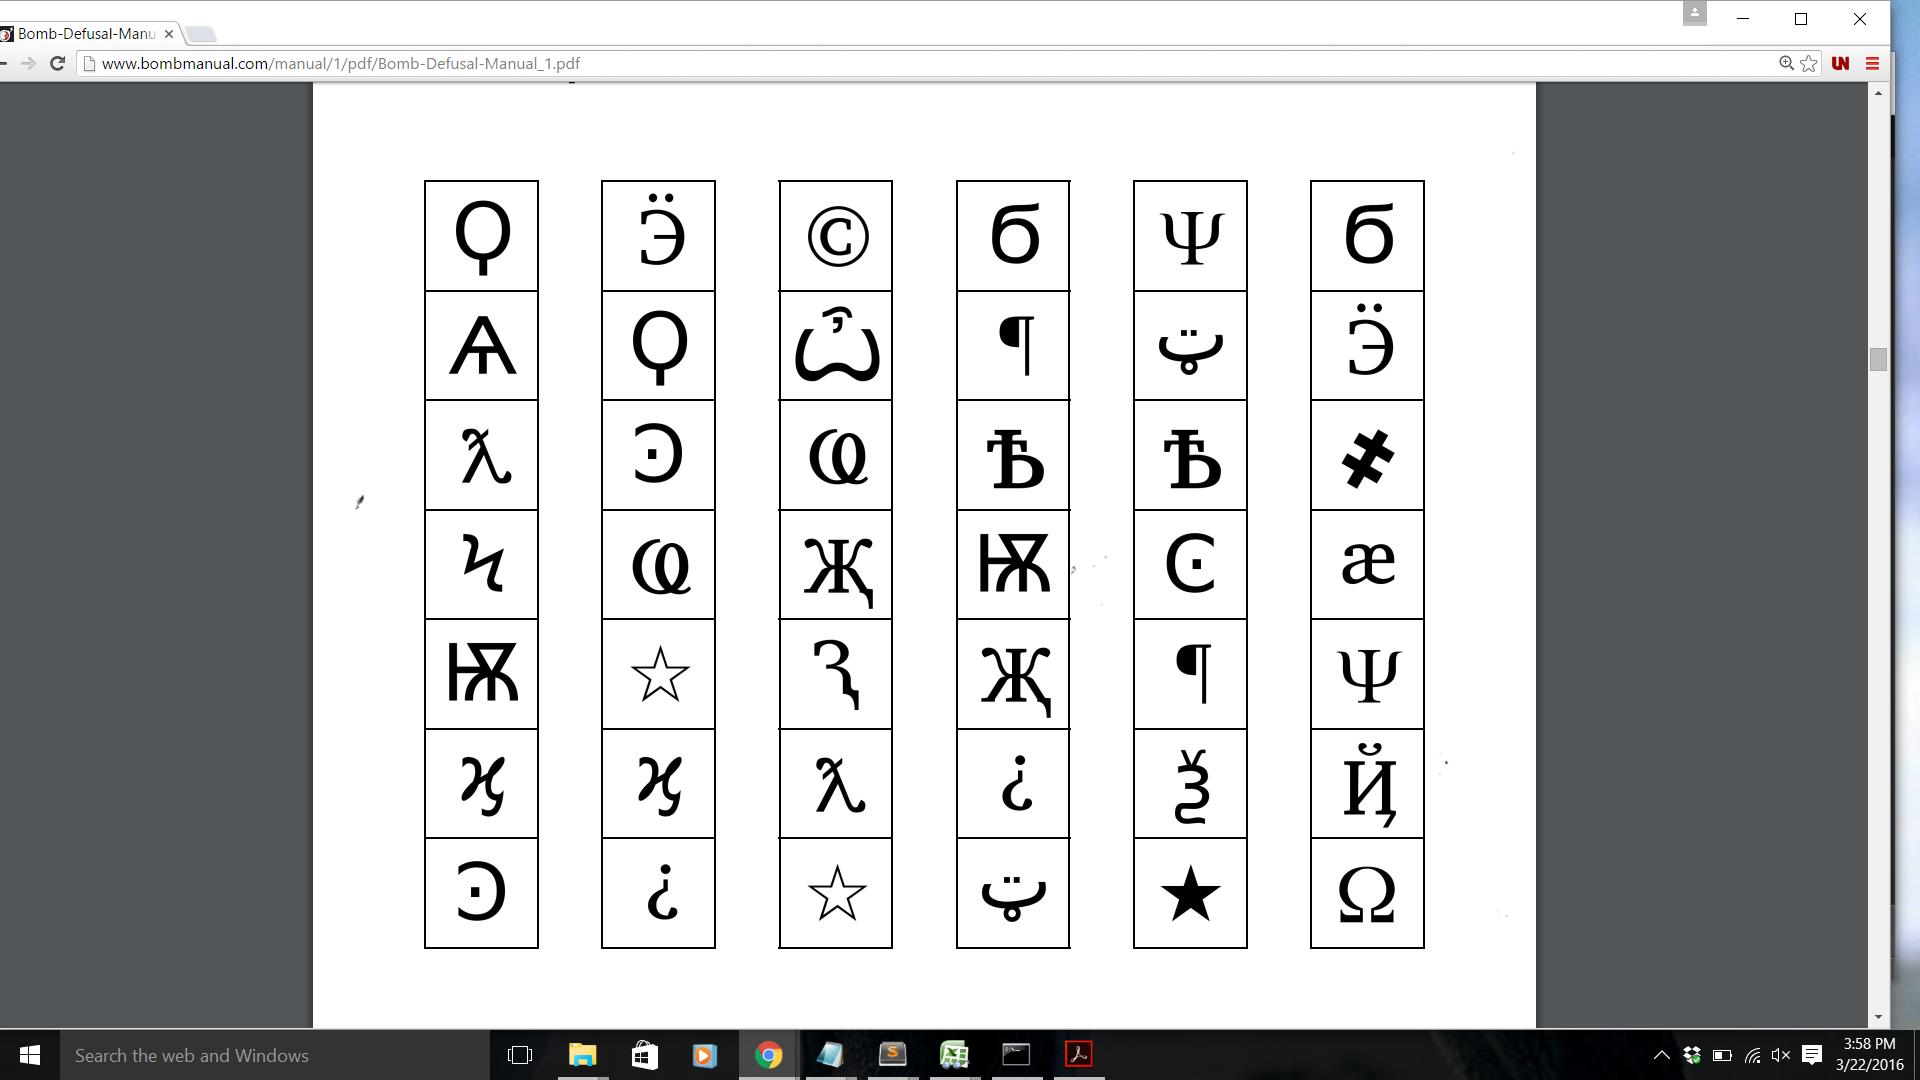 Bomb-Defusal-Manu
www.bombmanual.com/manual/1/pdf/Bomb-Defusal-Manual_1.pdf
Ϙ Ӭ © б Ψ б
Ѧ Ϙ Ѽ ¶ ټ Ӭ
ƛ Ͽ Ҩ Ѣ Ѣ ҂
Ϟ Ҩ Җ Ѭ Ͼ æ
Ѭ ☆ Ԇ Җ ¶ Ψ
ϗ ϗ ƛ ¿ Ѯ Ҋ
Ͽ ¿ ☆ ټ ★ Ω
Search the web and Windows
3:58 PM
3/22/2016